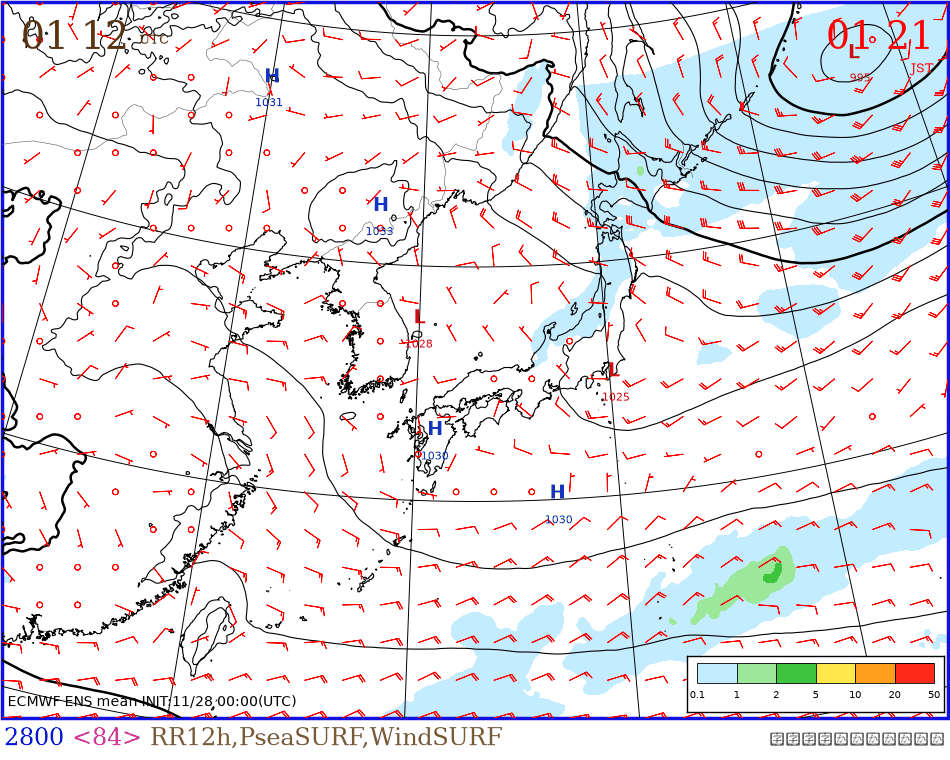 01 12 UTC
01 21 JST
H
1031
L
995
H
1033
L
1028
L
1025
H
1030
H
1030
0.1 1 2 5 10 20 50
ECMWF ENS mean INIT:11/28 00:00(UTC)
2800 <84> RR12h,PseaSURF,WindSURF